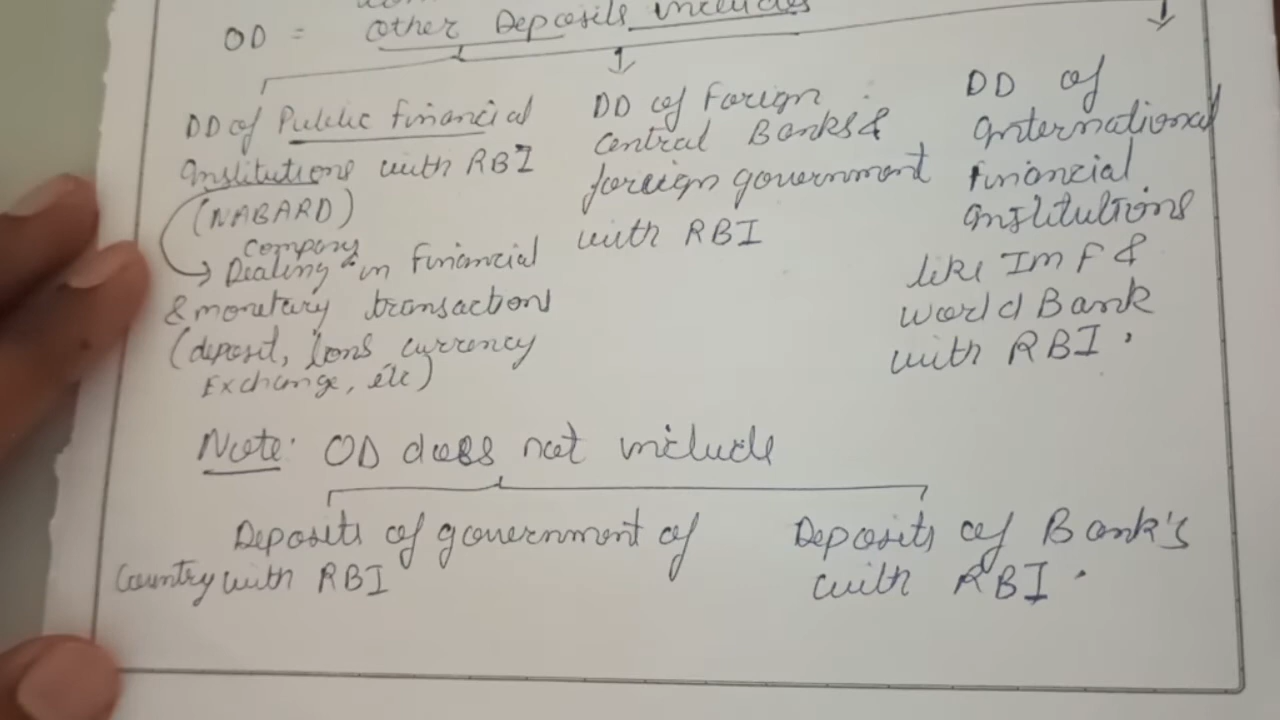 OD = Other Deposits includes
DD of Public financial
Institutions with RBI
(NABARD)
company
Dealing in financial
& monetary transactions
(deposit, lons currency
Exchange, etc)
DD of Forign
Central Banks &
foreign government
with RBI
DD of
International
financial
Institutions
like ImF &
World Bank
with RBI.
Note: OD does not include
Deposits of government of
Country with RBI
Deposits of Bank's
with RBI.